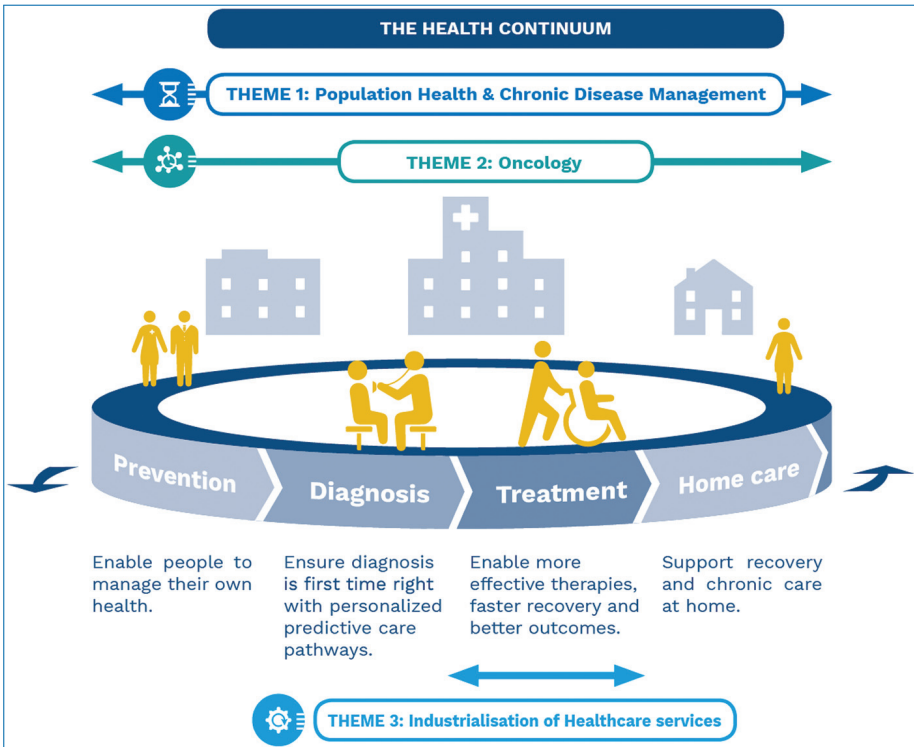 THE HEALTH CONTINUUM
THEME 1: Population Health & Chronic Disease Management
THEME 2: Oncology
Prevention
Diagnosis
Treatment
Home care
Enable people to
manage their own
health.
Ensure diagnosis
is first time right
with personalized
predictive care
pathways.
Enable more
effective therapies,
faster recovery and
better outcomes.
Support recovery
and chronic care
at home.
THEME 3: Industrialisation of Healthcare services